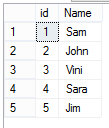 id Name
1 1 Sam
2 2 John
3 3 Vini
4 4 Sara
5 5 Jim